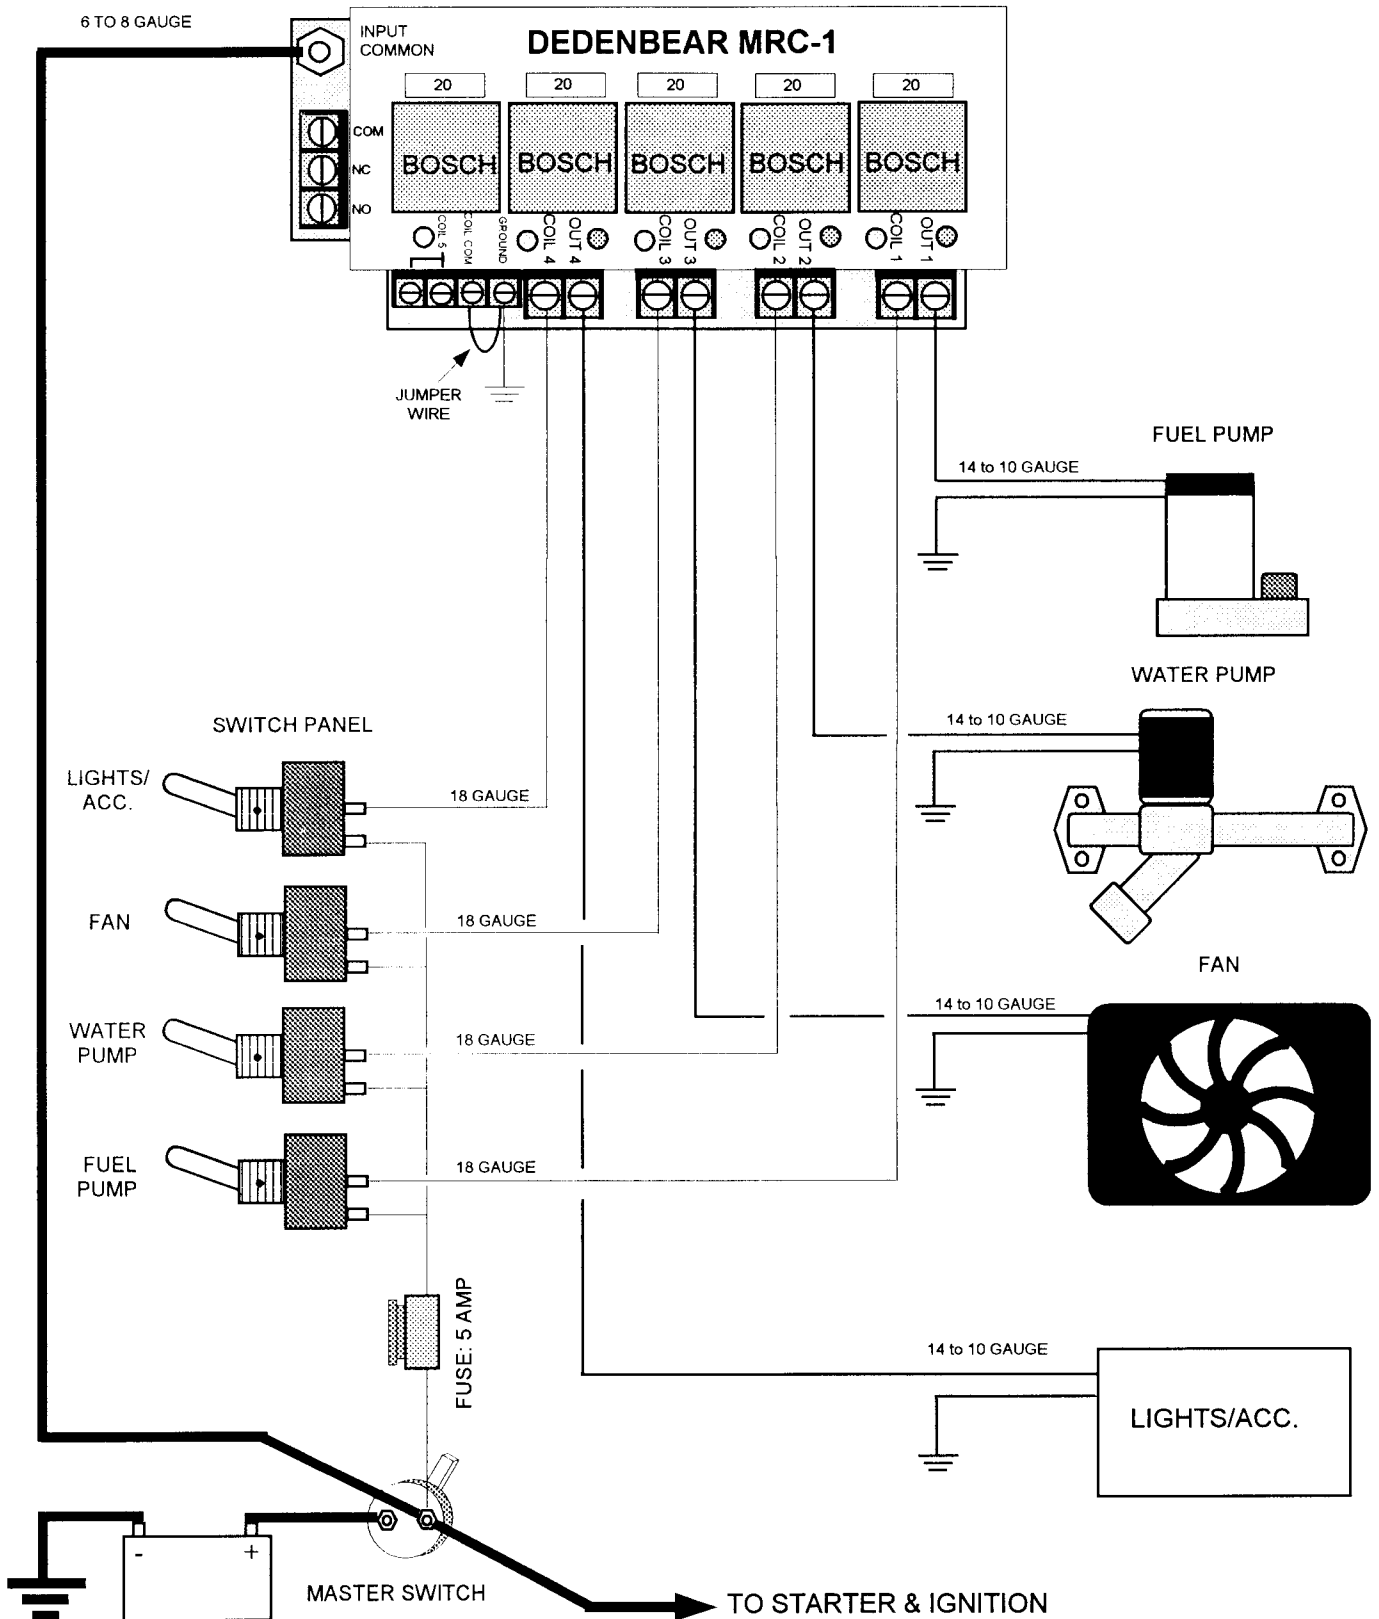 6 TO 8 GAUGE
INPUT
COMMON
DEDENBEAR MRC-1
20
20
20
20
20
COM
NC
NO
BOSCH
BOSCH
BOSCH
BOSCH
BOSCH
COIL 5
COIL COM
GROUND
COIL 4
OUT 4
COIL 3
OUT 3
COIL 2
OUT 2
COIL 1
OUT 1
JUMPER
WIRE
FUEL PUMP
14 to 10 GAUGE
WATER PUMP
14 to 10 GAUGE
SWITCH PANEL
LIGHTS/
ACC.
18 GAUGE
FAN
18 GAUGE
FAN
14 to 10 GAUGE
WATER
PUMP
18 GAUGE
FUEL
PUMP
18 GAUGE
FUSE: 5 AMP
14 to 10 GAUGE
LIGHTS/ACC.
- +
MASTER SWITCH
TO STARTER & IGNITION